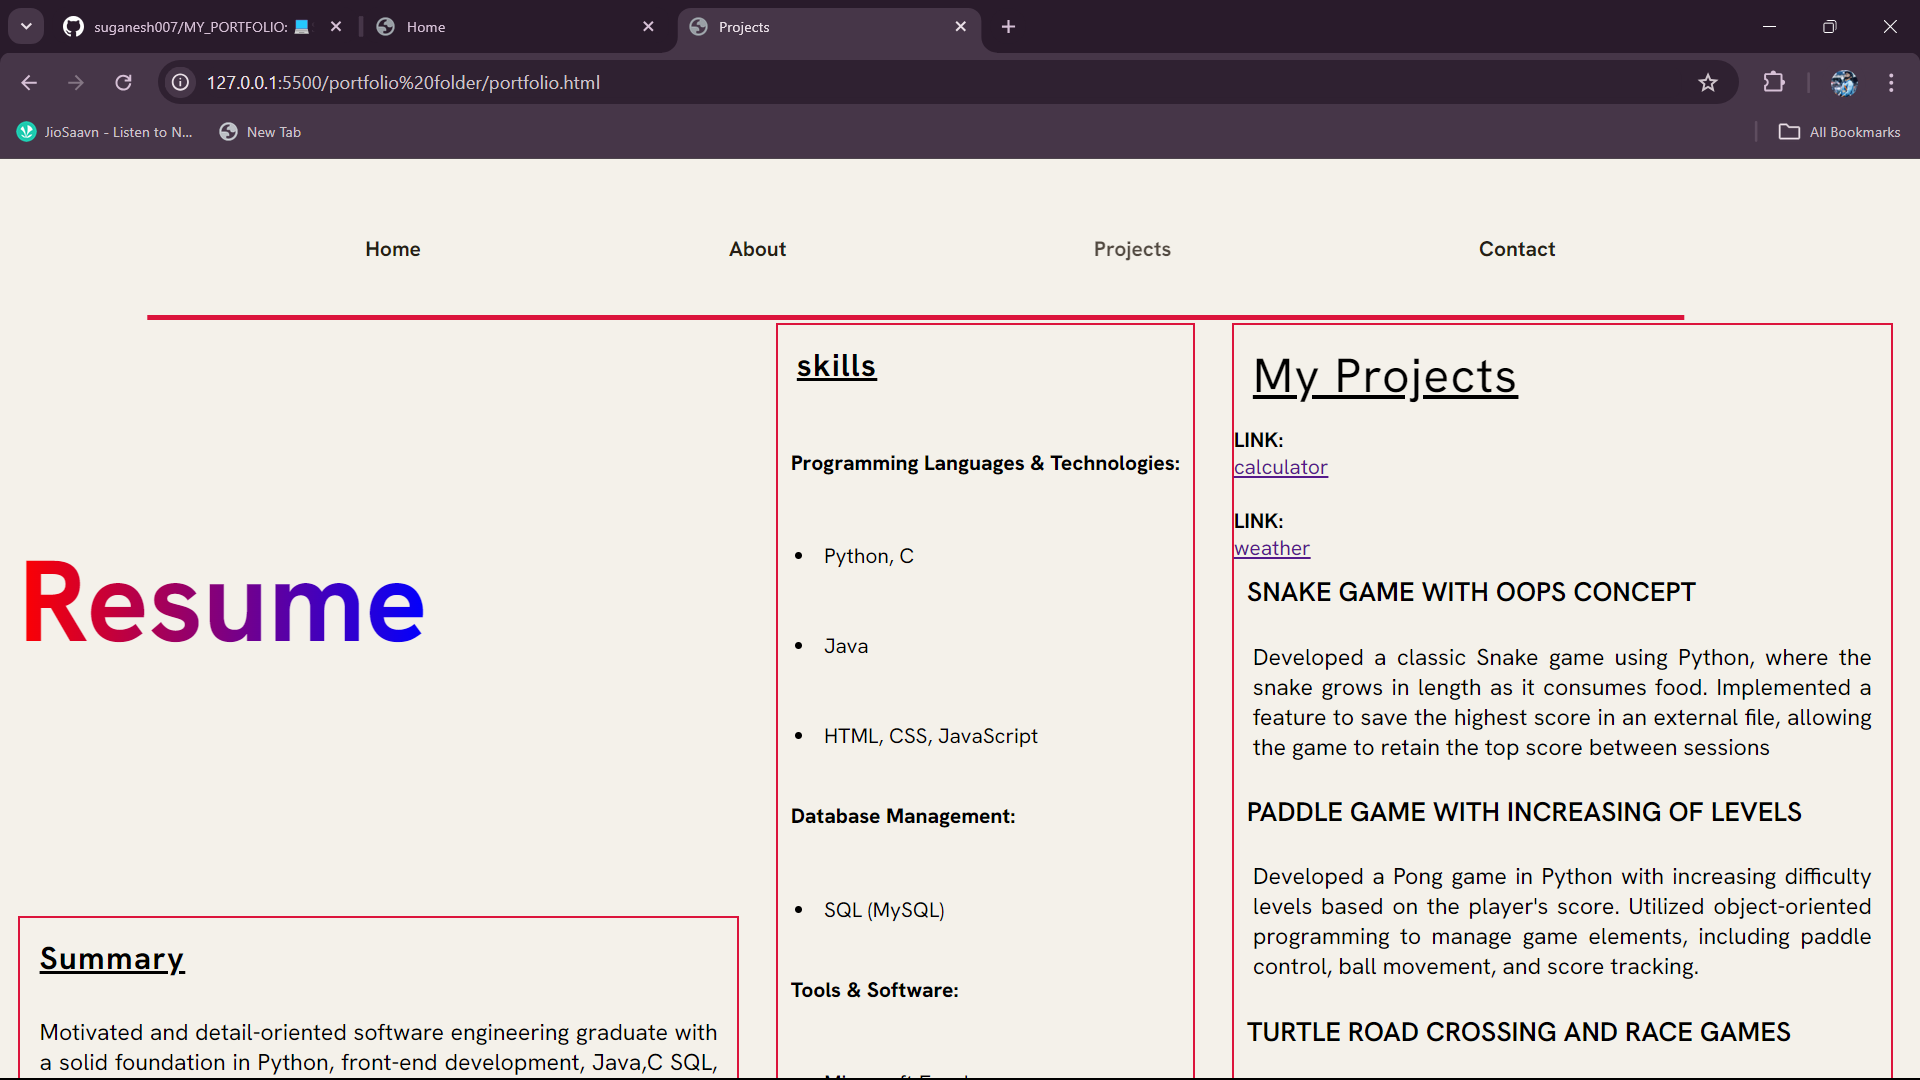 suganesh007/MY_PORTFOLIO:
Home
Projects
127.0.0.1:5500/portfolio%20folder/portfolio.html
JioSaavn - Listen to N...
New Tab
All Bookmarks
Home
About
Projects
Contact
Resume
Summary
Motivated and detail-oriented software engineering graduate with
a solid foundation in Python, front-end development, Java,C SQL,
skills
Programming Languages & Technologies:
• Python, C
• Java
• HTML, CSS, JavaScript
Database Management:
• SQL (MySQL)
Tools & Software:
My Projects
LINK:
calculator
LINK:
weather
SNAKE GAME WITH OOPS CONCEPT
Developed a classic Snake game using Python, where the
snake grows in length as it consumes food. Implemented a
feature to save the highest score in an external file, allowing
the game to retain the top score between sessions
PADDLE GAME WITH INCREASING OF LEVELS
Developed a Pong game in Python with increasing difficulty
levels based on the player's score. Utilized object-oriented
programming to manage game elements, including paddle
control, ball movement, and score tracking.
TURTLE ROAD CROSSING AND RACE GAMES